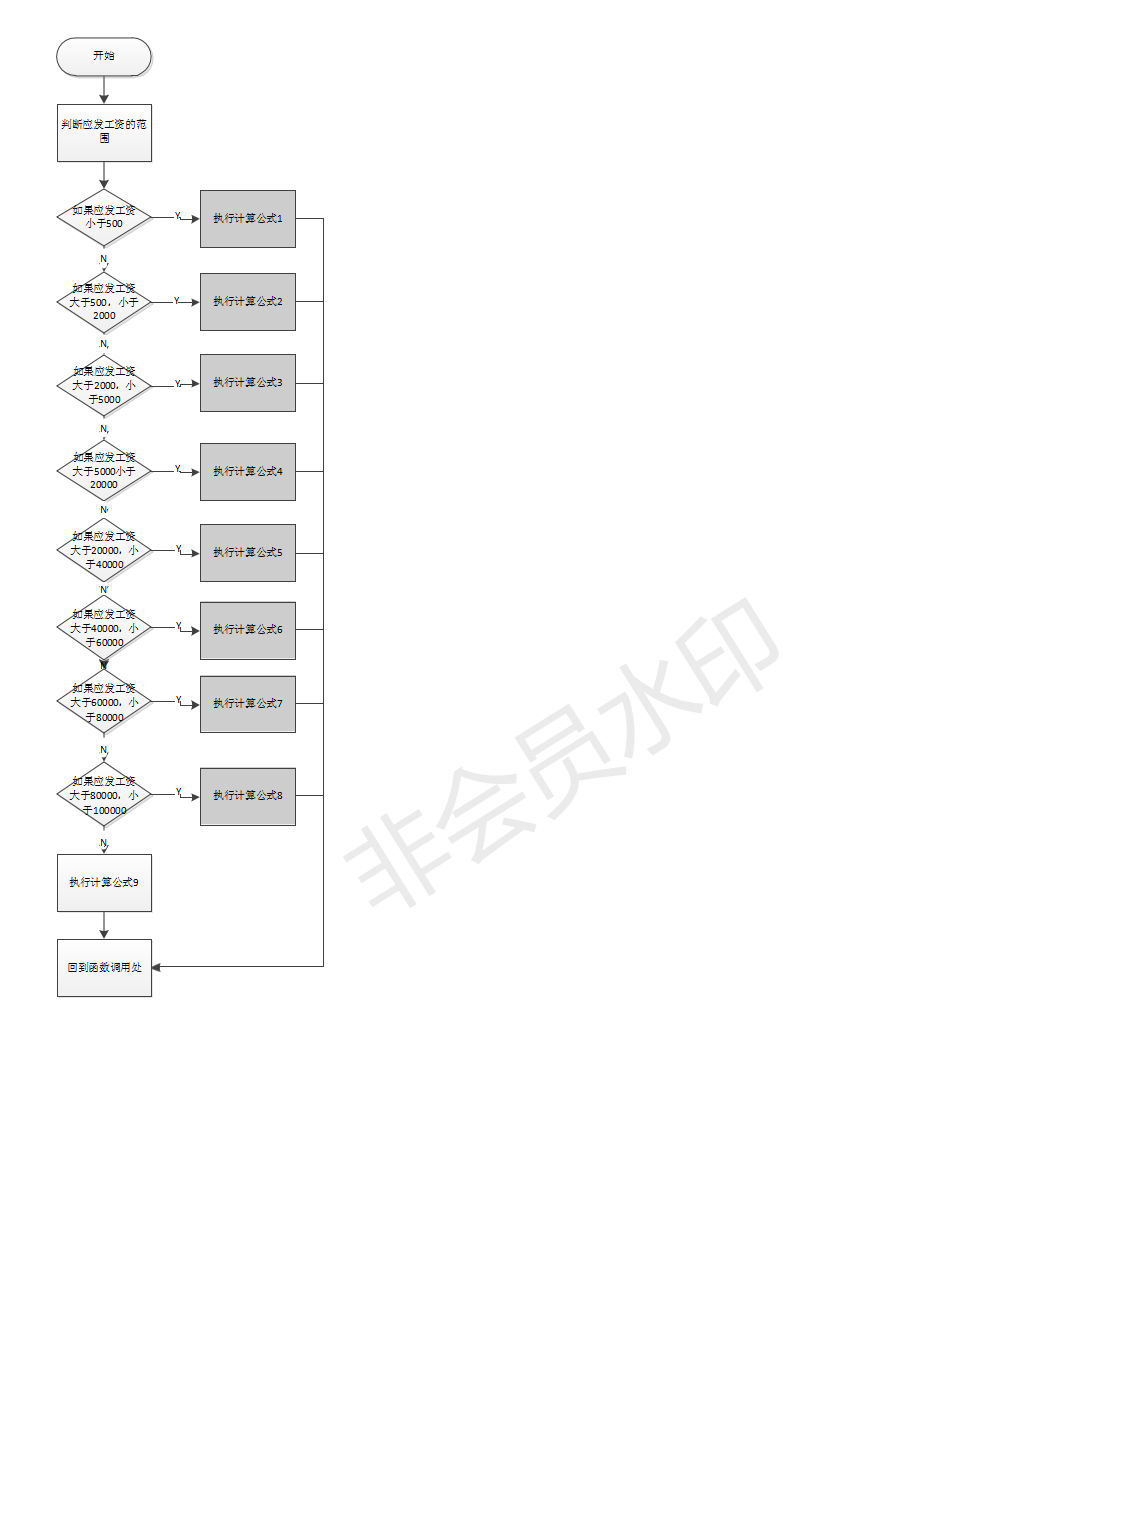 开始
判断应发工资的范
围
如果应发工资
小于500
Y
执行计算公式1
N
如果应发工资
大于500，小于
2000
Y
执行计算公式2
N
如果应发工资
大于2000，小
于5000
Y
执行计算公式3
N
如果应发工资
大于5000小于
20000
Y
执行计算公式4
N
如果应发工资
大于20000，小
于40000
Y
执行计算公式5
N
如果应发工资
大于40000，小
于60000
Y
执行计算公式6
N
如果应发工资
大于60000，小
于80000
Y
执行计算公式7
N
如果应发工资
大于80000，小
于100000
Y
执行计算公式8
N
执行计算公式9
回到函数调用处
非会员水印